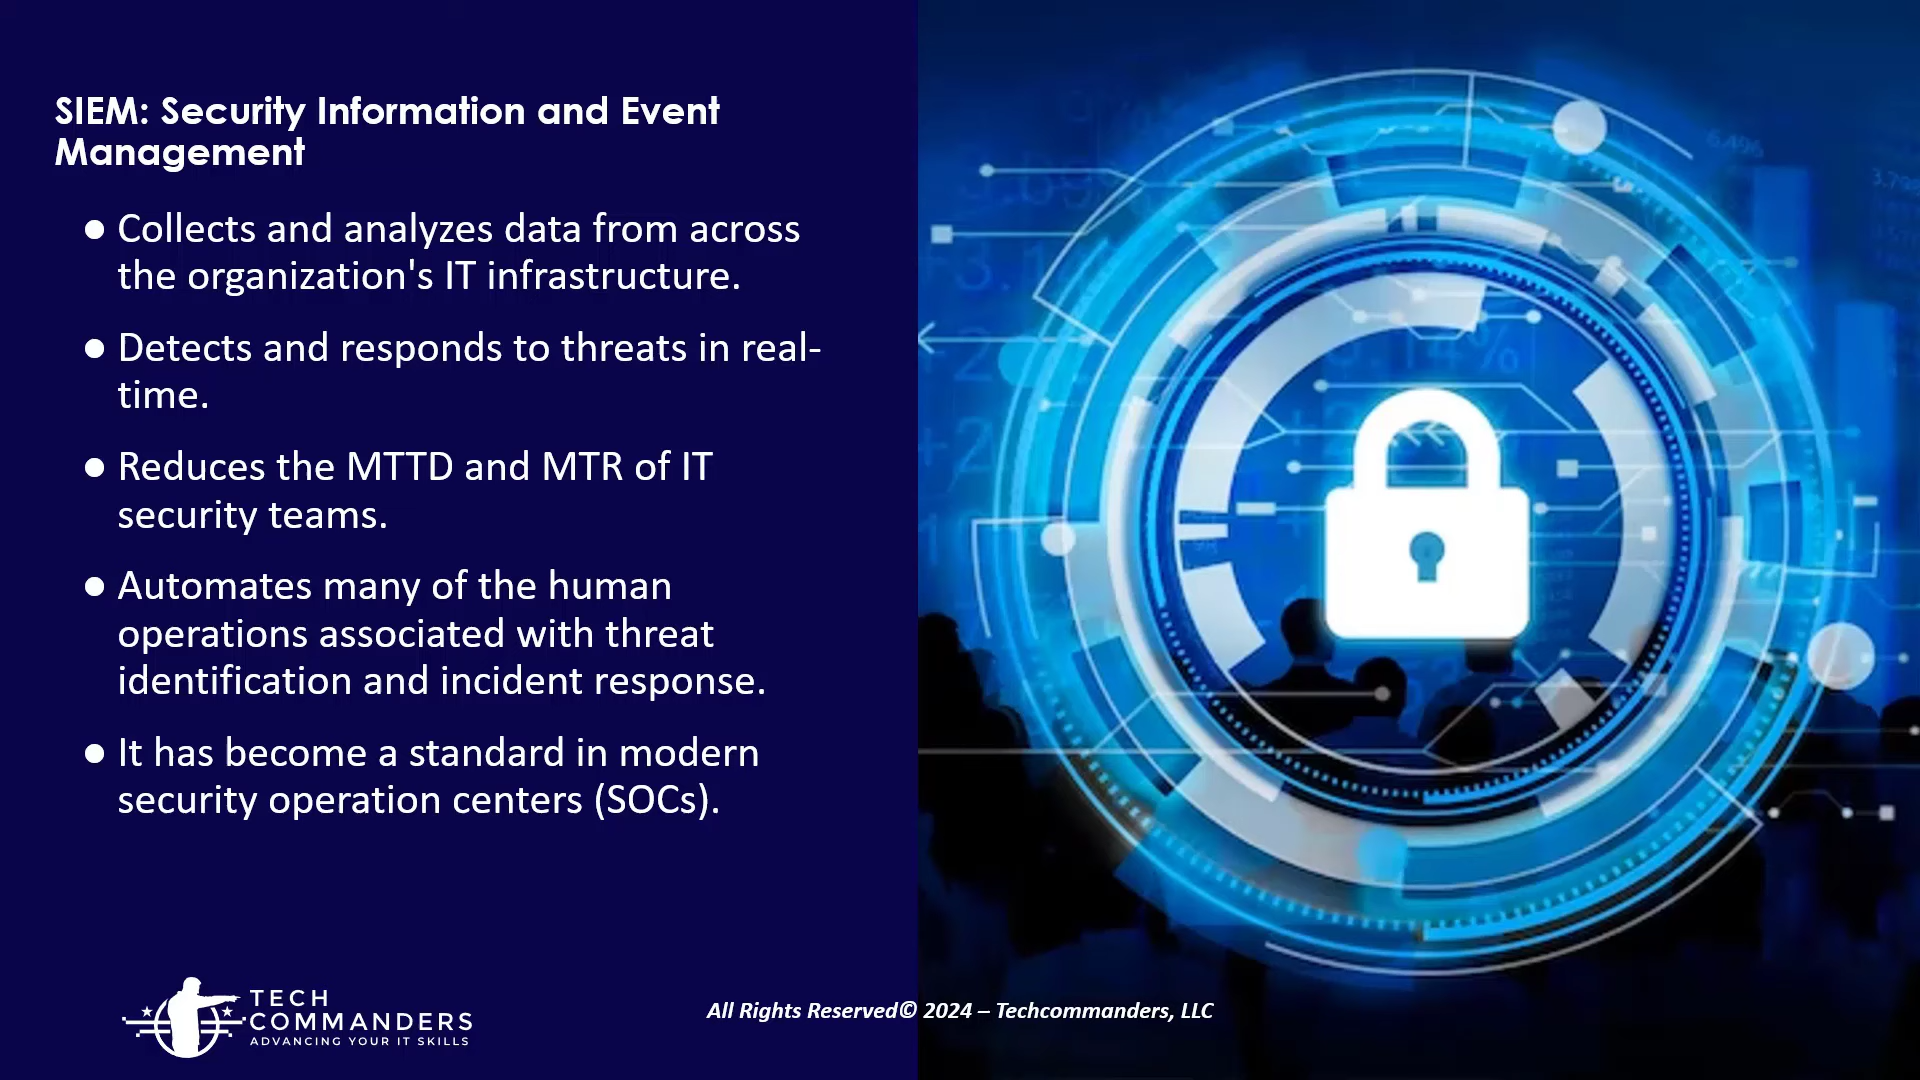 SIEM: Security Information and Event
Management
● Collects and analyzes data from across
the organization's IT infrastructure.
● Detects and responds to threats in real-
time.
● Reduces the MTTD and MTR of IT
security teams.
● Automates many of the human
operations associated with threat
identification and incident response.
● It has become a standard in modern
security operation centers (SOCs).
TECH
COMMANDERS
ADVANCING YOUR IT SKILLS
All Rights Reserved© 2024 – Techcommanders, LLC